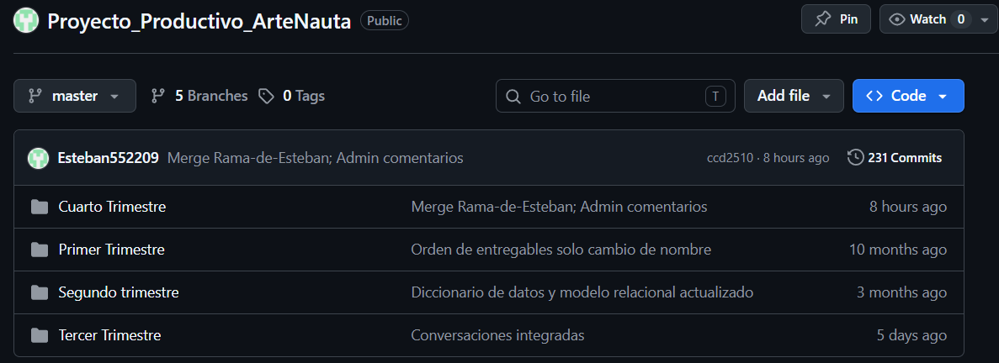 Proyecto_Productivo_ArteNauta Public Pin Watch 0
master 5 Branches 0 Tags Go to file T Add file Code
Esteban552209 Merge Rama-de-Esteban; Admin comentarios ccd2510 · 8 hours ago 231 Commits
Cuarto Trimestre Merge Rama-de-Esteban; Admin comentarios 8 hours ago
Primer Trimestre Orden de entregables solo cambio de nombre 10 months ago
Segundo trimestre Diccionario de datos y modelo relacional actualizado 3 months ago
Tercer Trimestre Conversaciones integradas 5 days ago